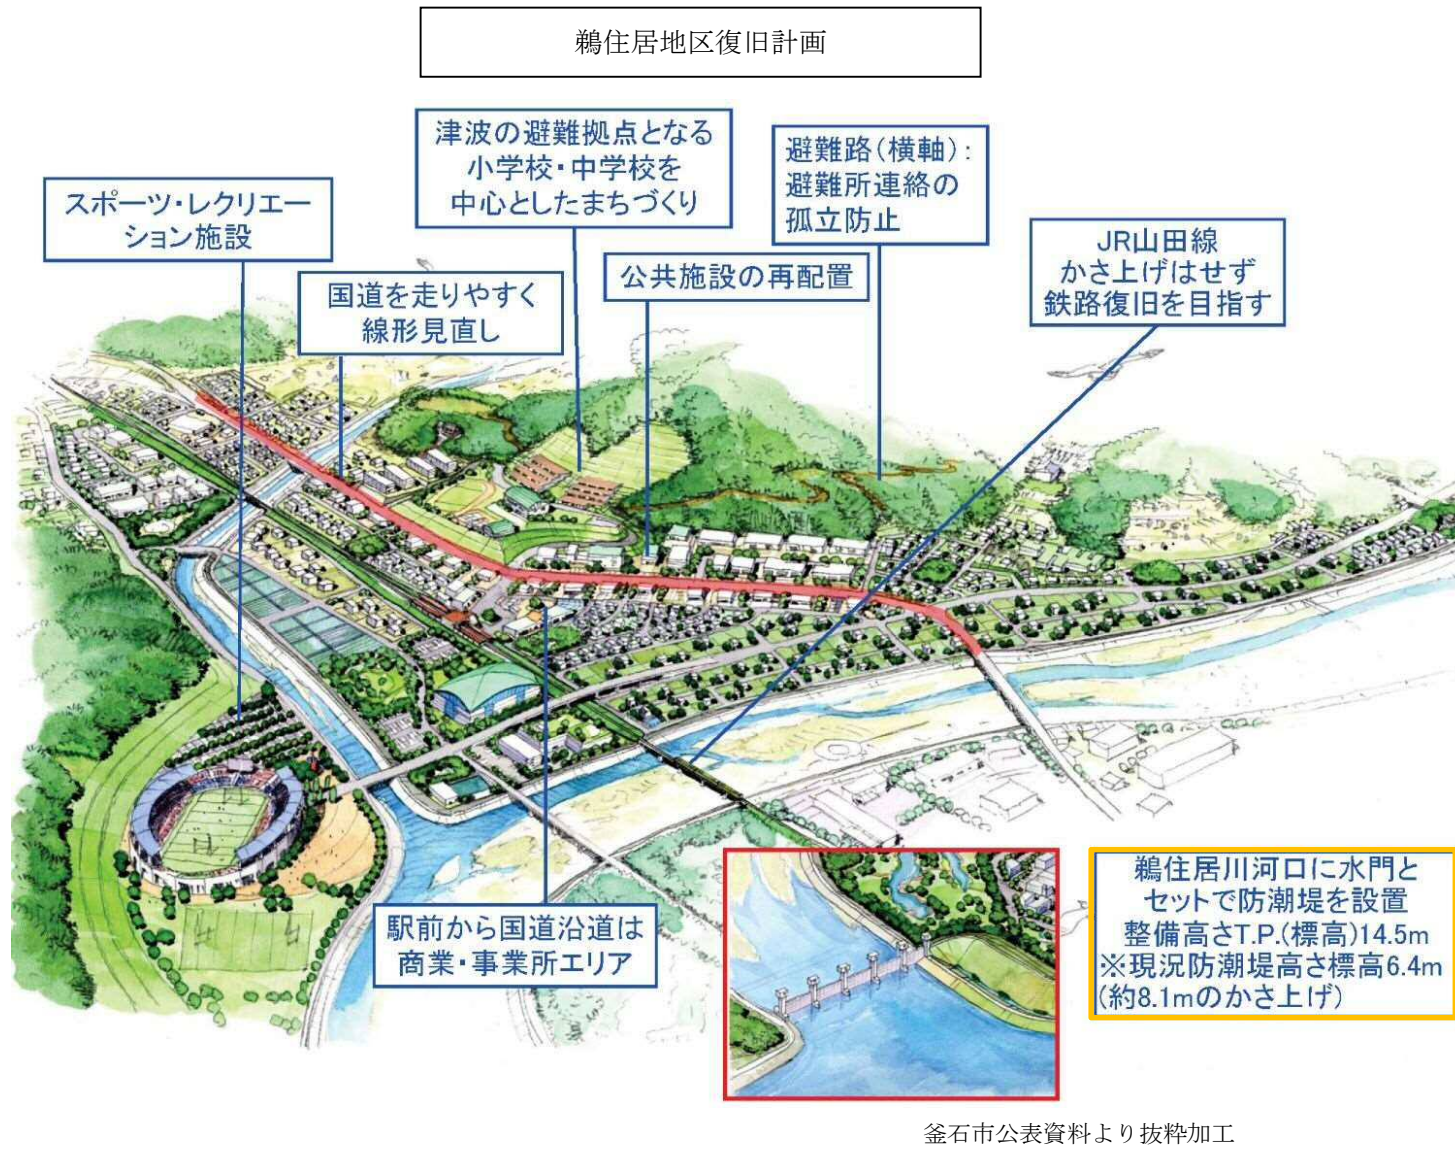 鵜住居地区復旧計画
津波の避難拠点となる
小学校・中学校を
中心としたまちづくり
避難路(横軸):
避難所連絡の
孤立防止
スポーツ・レクリエー
ション施設
JR山田線
かさ上げはせず
鉄路復旧を目指す
国道を走りやすく
線形見直し
公共施設の再配置
駅前から国道沿道は
商業・事業所エリア
鵜住居川河口に水門と
セットで防潮堤を設置
整備高さT.P.(標高)14.5m
※現況防潮堤高さ標高6.4m
(約8.1mのかさ上げ)
釜石市公表資料より抜粋加工